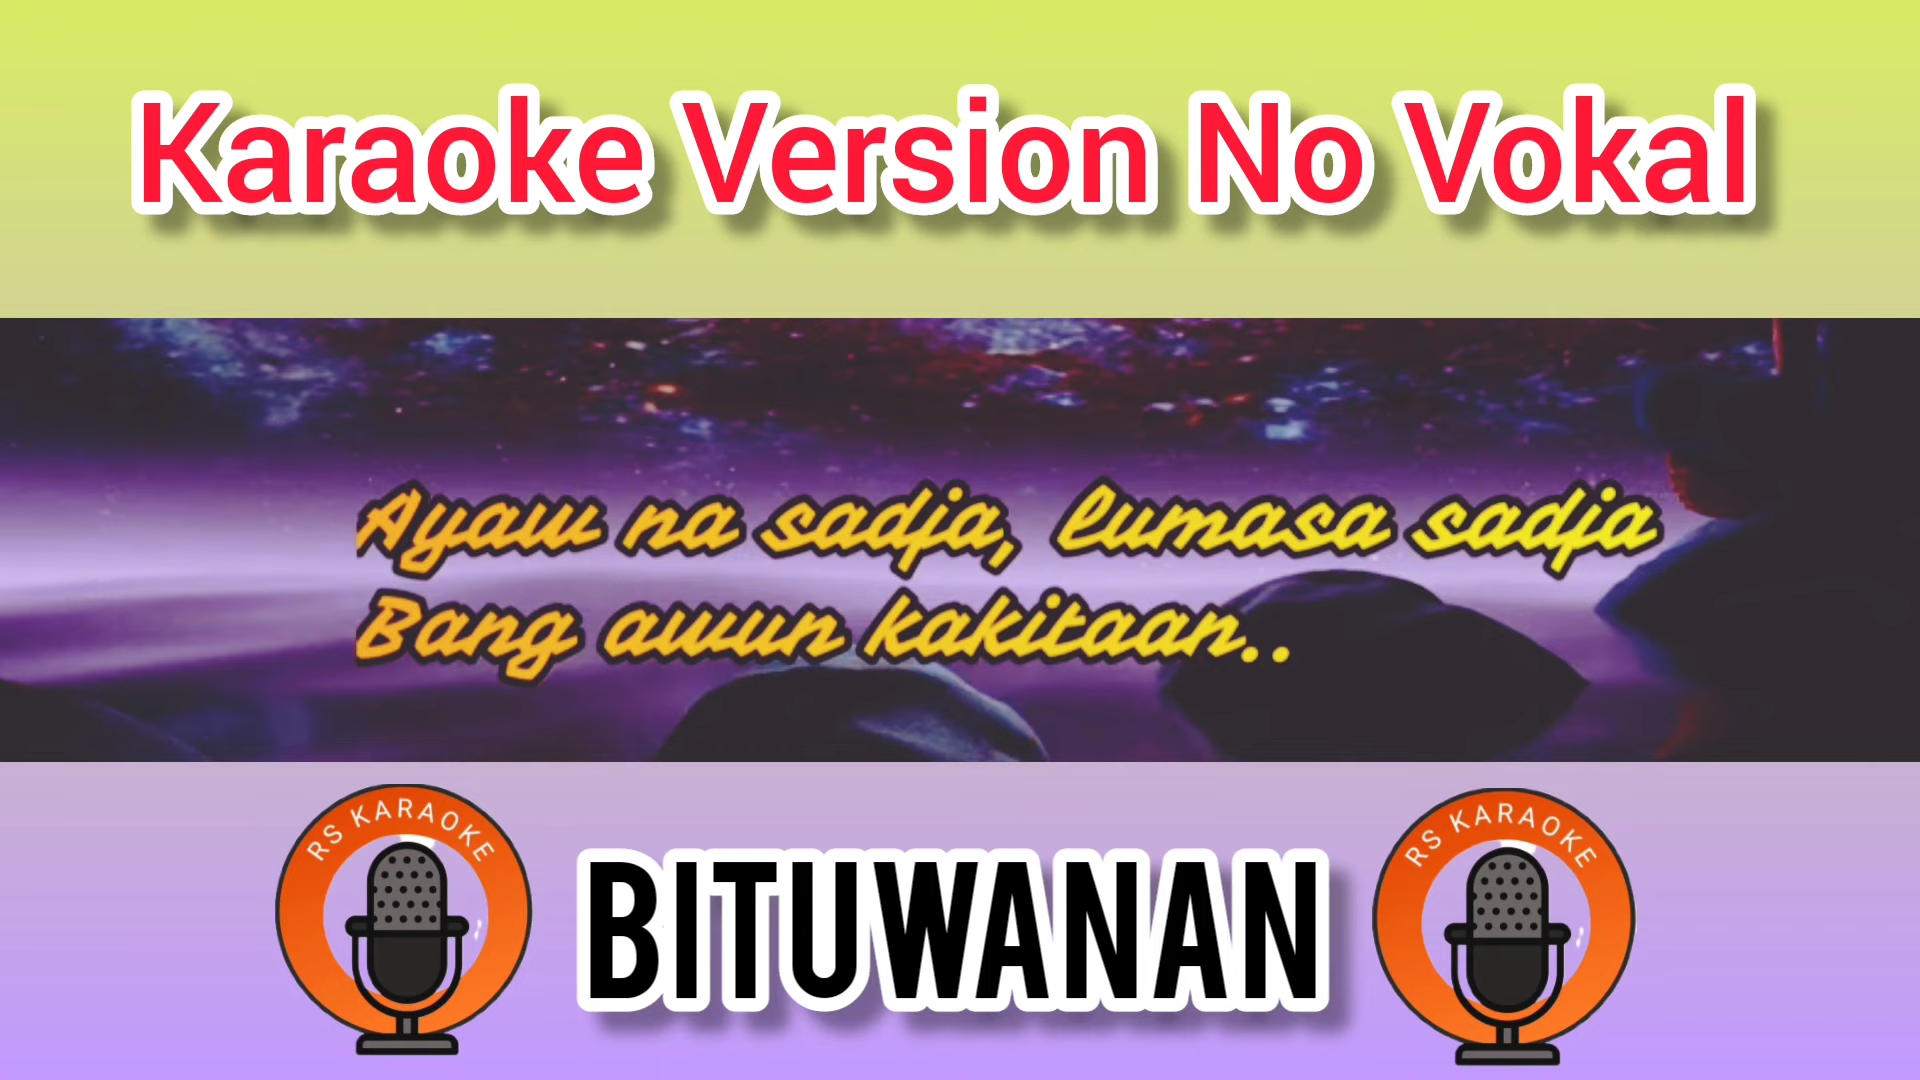 Karaoke Version No Vokal
Ayaw na sadja, lumasa sadja
Bang awun kakitaan..
RS KARAOKE
BITUWANAN
RS KARAOKE